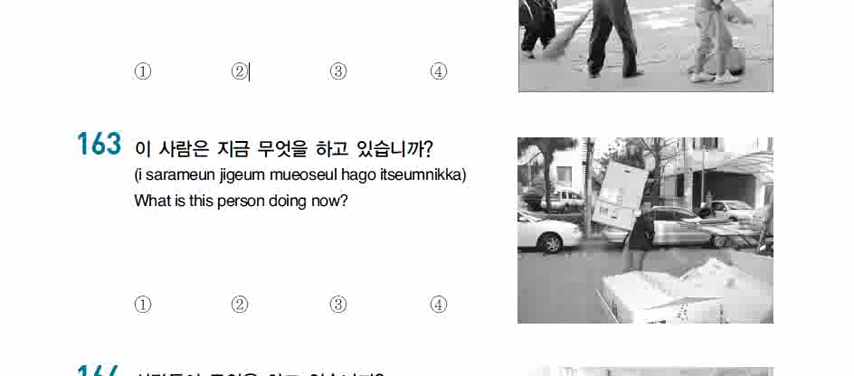 ① ② ③ ④
163 이 사람은 지금 무엇을 하고 있습니까?
(i sarameun jigeum mueoseul hago itseumnikka)
What is this person doing now?
① ② ③ ④